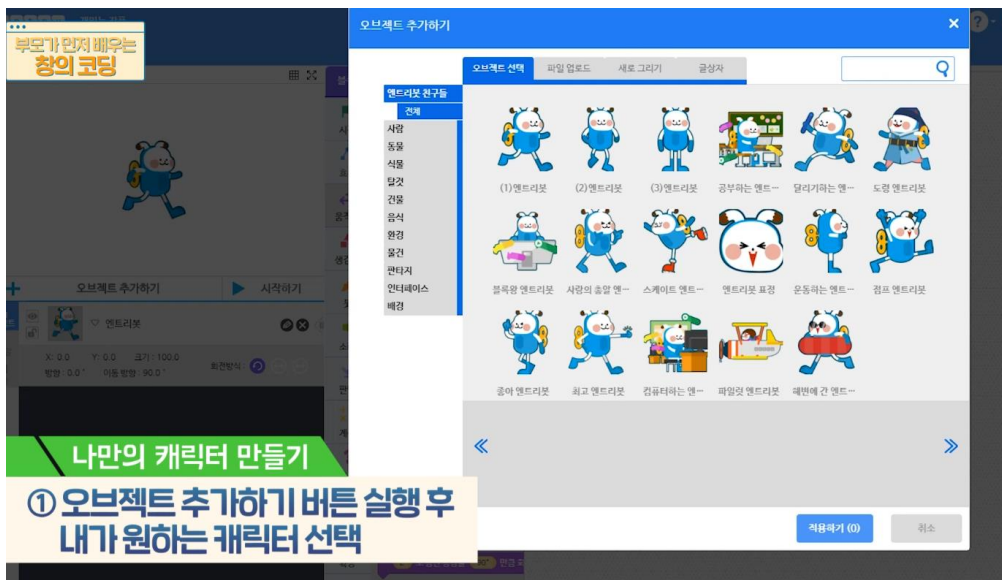 부모가 먼저 배우는
창의 코딩
오브젝트 추가하기
오브젝트 선택 파일 업로드 새로 그리기 글상자
엔트리봇 친구들
전체
사람
동물
식물
탈것
건물
음식
환경
물건
판타지
인터페이스
배경
(1)엔트리봇 (2)엔트리봇 (3)엔트리봇 공부하는 엔트… 달리기하는 엔… 도령 엔트리봇
블록왕 엔트리봇 사랑의 총알 엔… 스케이트 엔트… 엔트리봇 표정 운동하는 엔트… 점프 엔트리봇
좋아 엔트리봇 최고 엔트리봇 컴퓨터하는 엔… 파일럿 엔트리봇 해변에 간 엔트…
적용하기 (0) 취소
오브젝트 추가하기 시작하기
엔트리봇
X: 0.0 Y: 0.0 크기 : 100.0
방향 : 0.0˚ 이동 방향 : 90.0˚ 회전방식 :
나만의 캐릭터 만들기
① 오브젝트 추가하기 버튼 실행 후
내가 원하는 캐릭터 선택